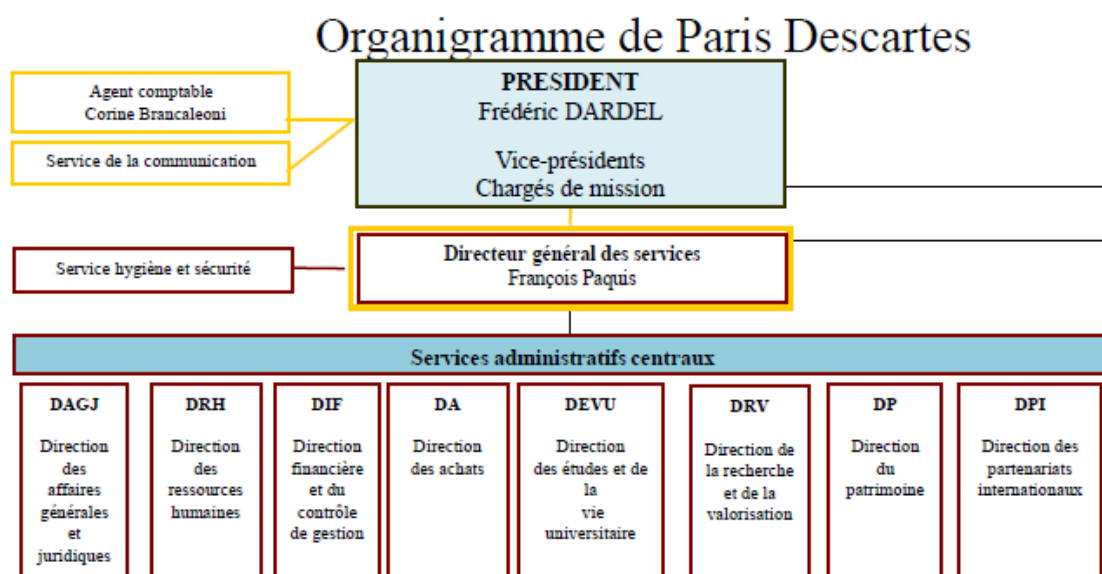 Organigramme de Paris Descartes
Agent comptable
Corine Brancaleoni
Service de la communication
PRESIDENT
Frédéric DARDEL
Vice-présidents
Chargés de mission
Service hygiène et sécurité
Directeur général des services
François Paquis
Services administratifs centraux
DAGJ
Direction
des
affaires
générales
et
juridiques
DRH
Direction
des
ressources
humaines
DIF
Direction
financière
et du
contrôle
de gestion
DA
Direction
des achats
DEVU
Direction
des études et de
la
vie
universitaire
DRV
Direction de
la recherche
et de la
valorisation
DP
Direction
du
patrimoine
DPI
Direction des
partenariats
internationaux